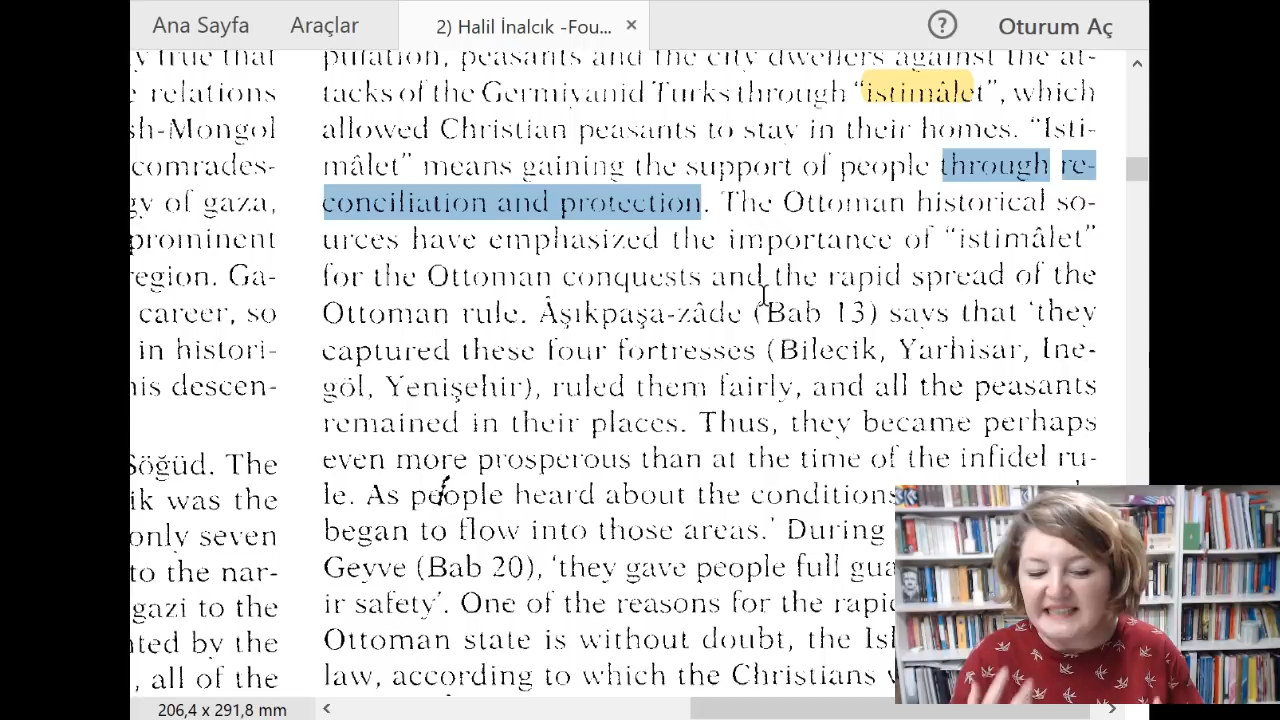 Ana Sayfa
Araçlar
2) Halil İnalcık -Fou...
×
?
Oturum Aç
y true that
e relations
sh-Mongol
comrades-
gy of gaza,
prominent
region. Ga-
career, so
in histori-
his descen-
Söğüd. The
ik was the
only seven
to the nar-
gazi to the
nted by the
, all of the
pulation, peasants and the city dwellers against the at-
tacks of the Germiyanid Turks through “istimâlet”, which
allowed Christian peasants to stay in their homes. “Isti-
mâlet” means gaining the support of people through re-
conciliation and protection. The Ottoman historical so-
urces have emphasized the importance of “istimâlet”
for the Ottoman conquests and the rapid spread of the
Ottoman rule. Âşıkpaşa-zâde (Bab 13) says that ‘they
captured these four fortresses (Bilecik, Yarhisar, Ine-
göl, Yenişehir), ruled them fairly, and all the peasants
remained in their places. Thus, they became perhaps
even more prosperous than at the time of the infidel ru-
le. As people heard about the conditions
began to flow into those areas.’ During
Geyve (Bab 20), ‘they gave people full gua
ir safety’. One of the reasons for the rapid
Ottoman state is without doubt, the Isl
law, according to which the Christians
206,4 x 291,8 mm